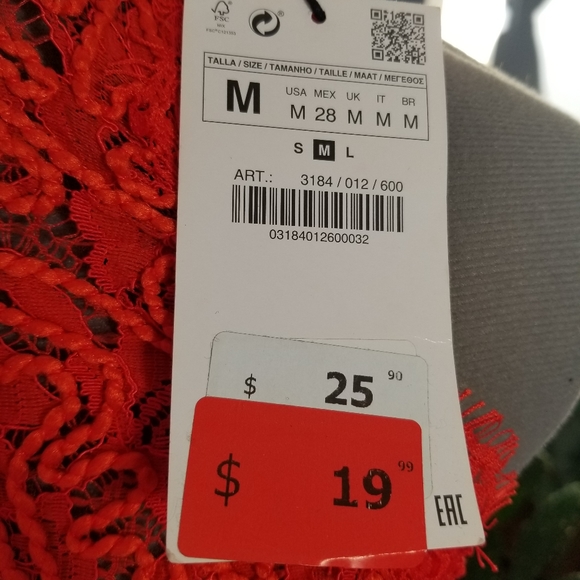 FSC
®
TALLA / SIZE / TAMANHO / TAILLE / MAAT / ΜΕΓΕΘΟΣ
M
USA MEX UK IT BR
M 28 M M M
S M L
ART.: 3184 / 012 / 600
03184012600032
$ 25 90
$ 19 99
EAC